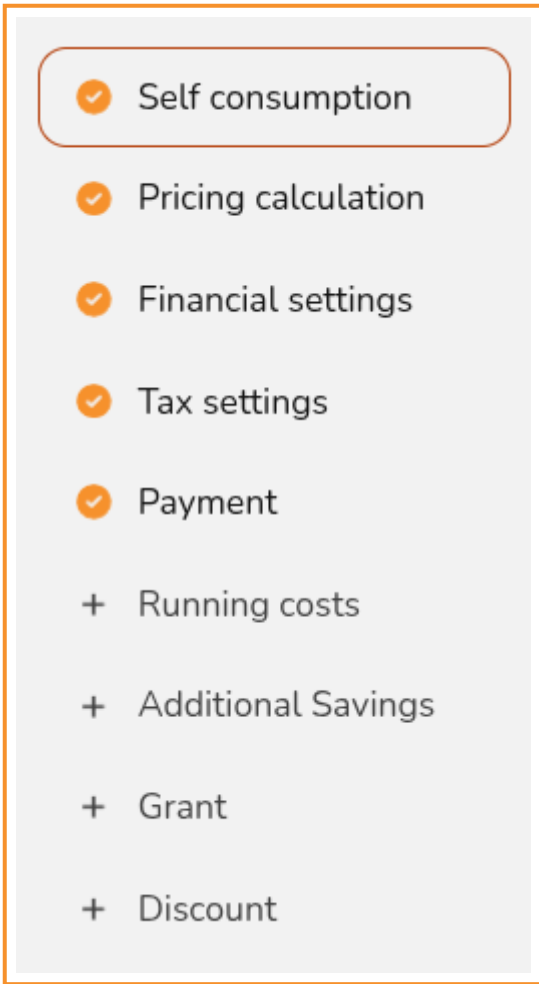 Self consumption
Pricing calculation
Financial settings
Tax settings
Payment
+ Running costs
+ Additional Savings
+ Grant
+ Discount